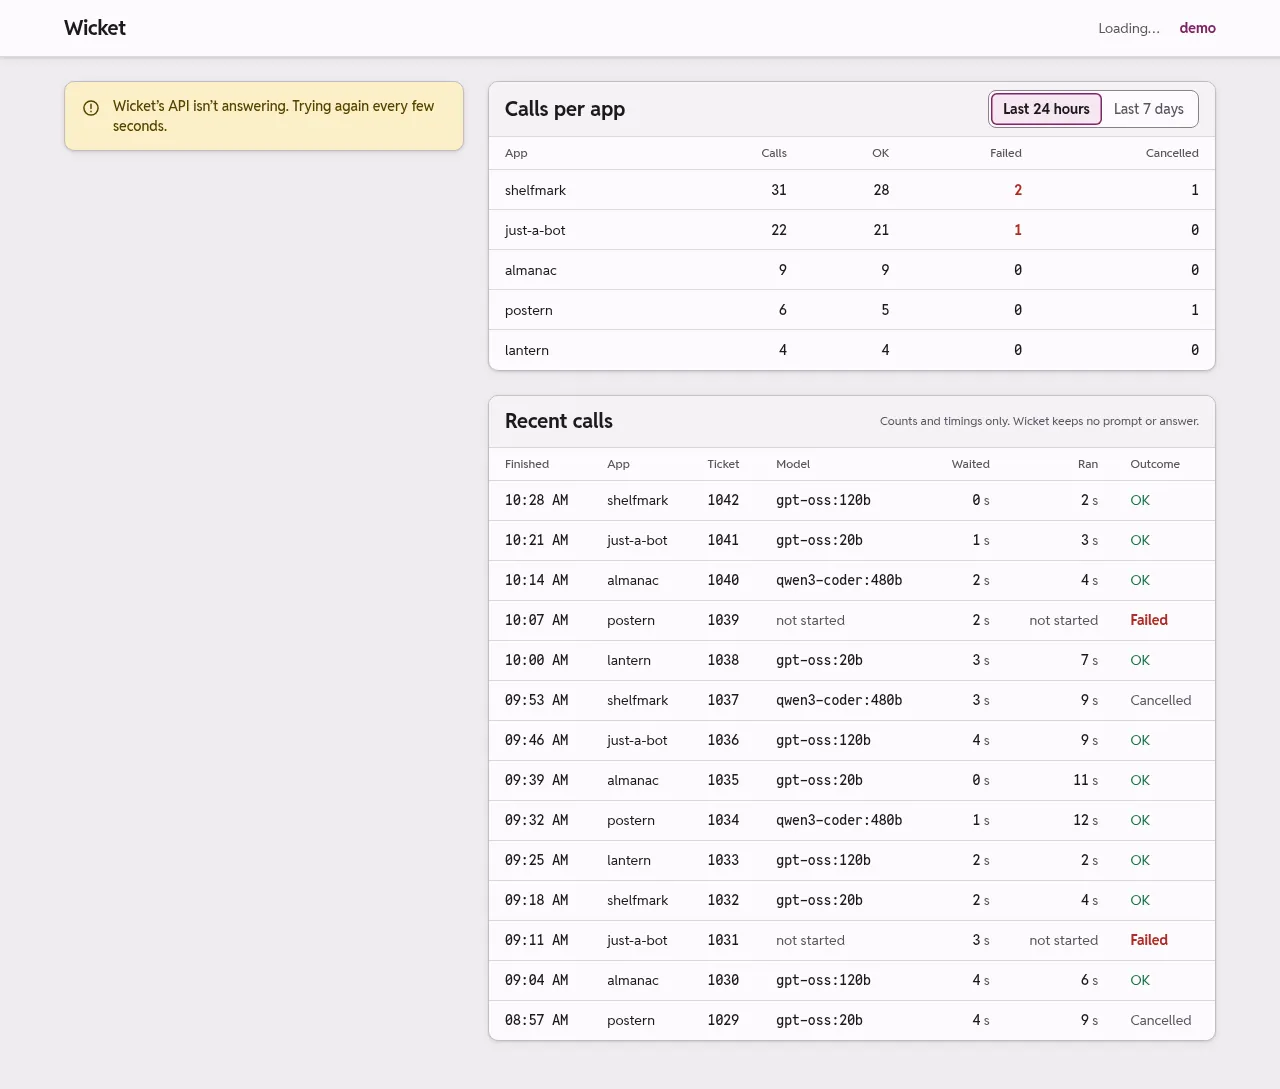 Wicket
Loading…
demo
Wicket’s API isn’t answering. Trying again every few
seconds.
Calls per app
Last 24 hours
Last 7 days
App Calls OK Failed Cancelled
shelfmark 31 28 2 1
just-a-bot 22 21 1 0
almanac 9 9 0 0
postern 6 5 0 1
lantern 4 4 0 0
Recent calls
Counts and timings only. Wicket keeps no prompt or answer.
Finished App Ticket Model Waited Ran Outcome
10:28 AM shelfmark 1042 gpt-oss:120b 0 s 2 s OK
10:21 AM just-a-bot 1041 gpt-oss:20b 1 s 3 s OK
10:14 AM almanac 1040 qwen3-coder:480b 2 s 4 s OK
10:07 AM postern 1039 not started 2 s not started Failed
10:00 AM lantern 1038 gpt-oss:20b 3 s 7 s OK
09:53 AM shelfmark 1037 qwen3-coder:480b 3 s 9 s Cancelled
09:46 AM just-a-bot 1036 gpt-oss:120b 4 s 9 s OK
09:39 AM almanac 1035 gpt-oss:20b 0 s 11 s OK
09:32 AM postern 1034 qwen3-coder:480b 1 s 12 s OK
09:25 AM lantern 1033 gpt-oss:120b 2 s 2 s OK
09:18 AM shelfmark 1032 gpt-oss:20b 2 s 4 s OK
09:11 AM just-a-bot 1031 not started 3 s not started Failed
09:04 AM almanac 1030 gpt-oss:120b 4 s 6 s OK
08:57 AM postern 1029 gpt-oss:20b 4 s 9 s Cancelled